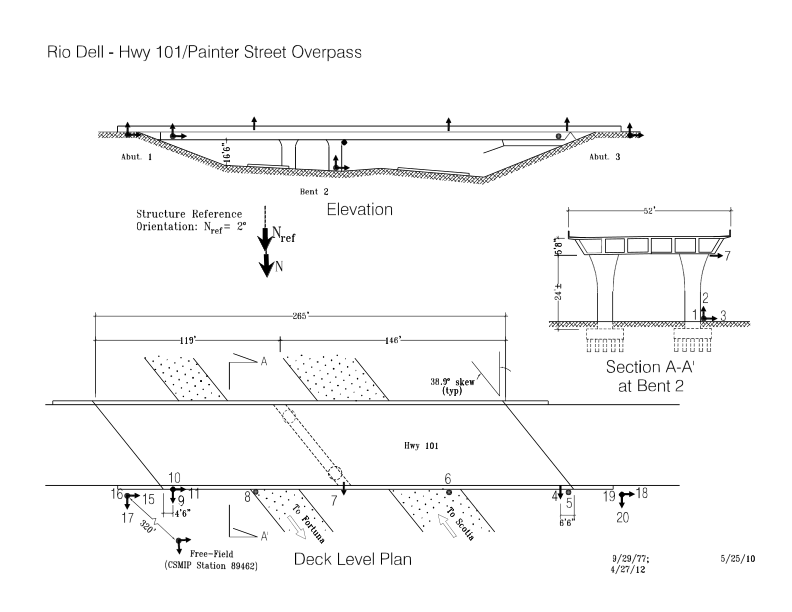 Rio Dell - Hwy 101/Painter Street Overpass
Abut. 1
16'6"
Abut. 3
Bent 2
Elevation
Structure Reference
Orientation: Nref= 2°
Nref
N
52'
6'8"
7
24'±
2
1
3
Section A-A'
at Bent 2
265'
119'
146'
A
38.9° skew
(typ)
Hwy 101
10
6
16
15
9
11
8
7
4
5
19
18
17
4'6"
6'6"
20
320'
To Fortuna
To Scotia
A'
Free-Field
(CSMIP Station 89462)
Deck Level Plan
9/29/77;
4/27/12
5/25/10